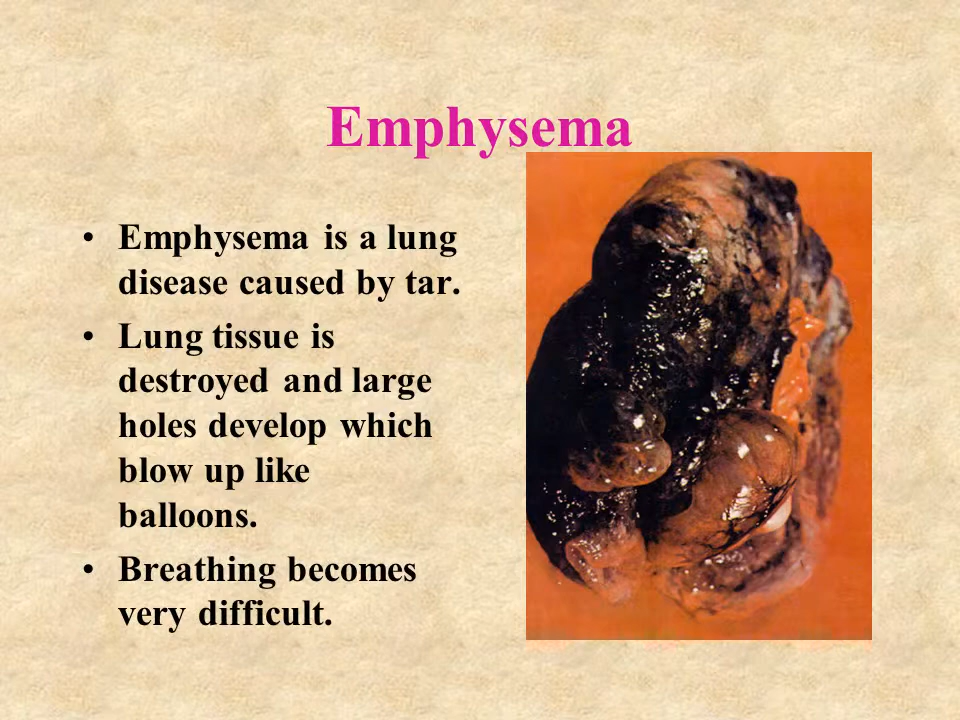 Emphysema
• Emphysema is a lung
disease caused by tar.
• Lung tissue is
destroyed and large
holes develop which
blow up like
balloons.
• Breathing becomes
very difficult.